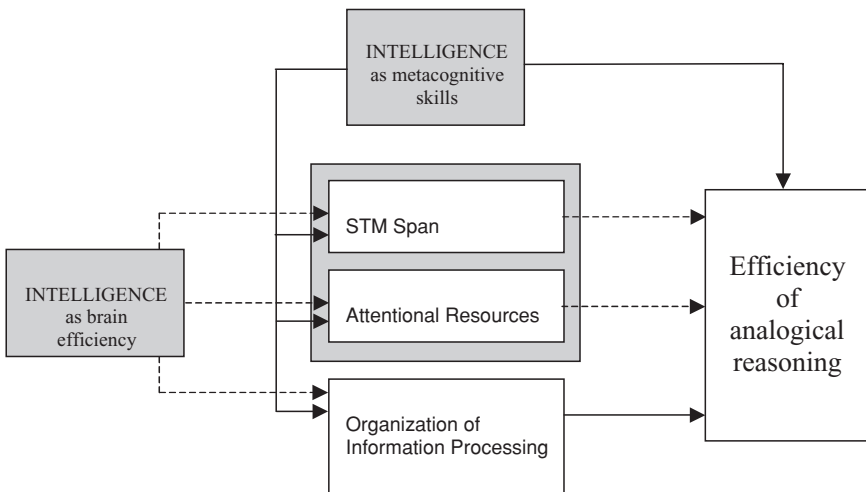 INTELLIGENCE
as metacognitive
skills
STM Span
INTELLIGENCE
as brain
efficiency
Attentional Resources
Organization of
Information Processing
Efficiency
of
analogical
reasoning